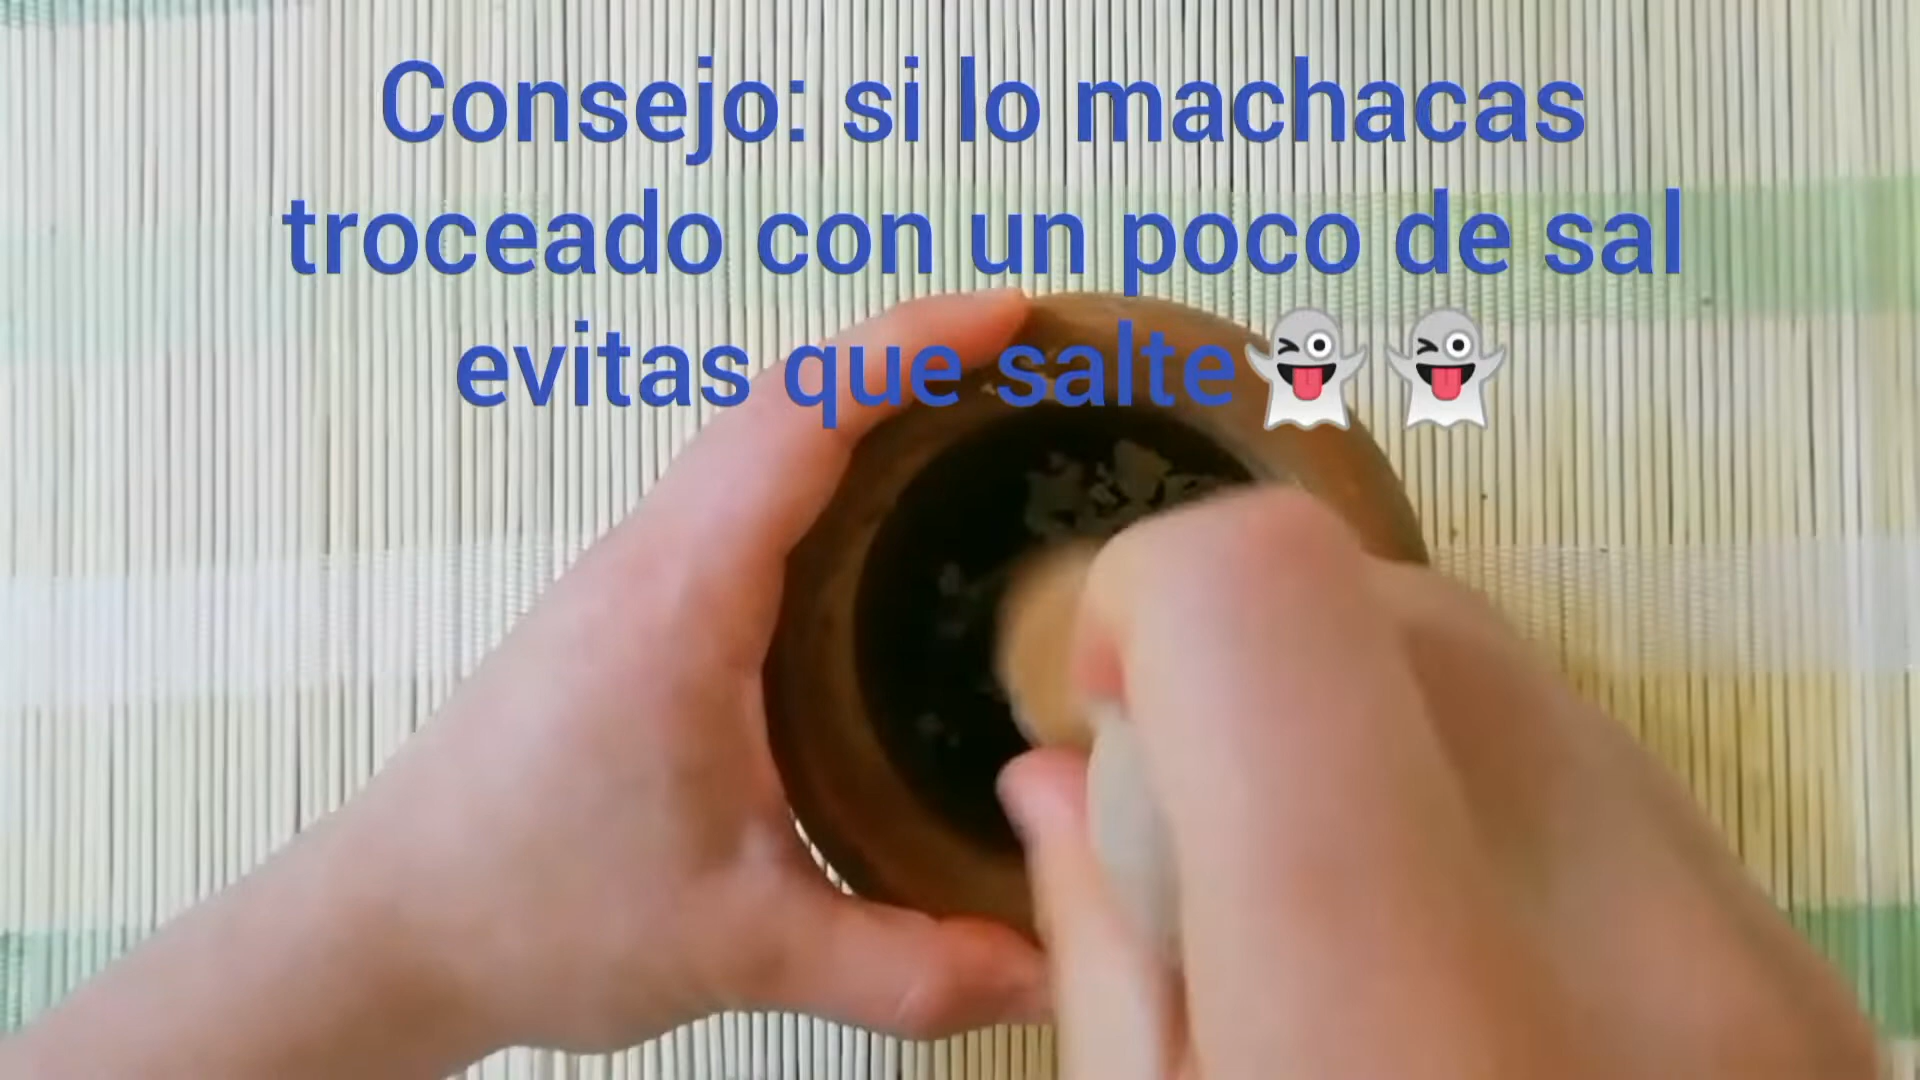 Consejo: si lo machacas
troceado con un poco de sal
evitas que salte👻👻